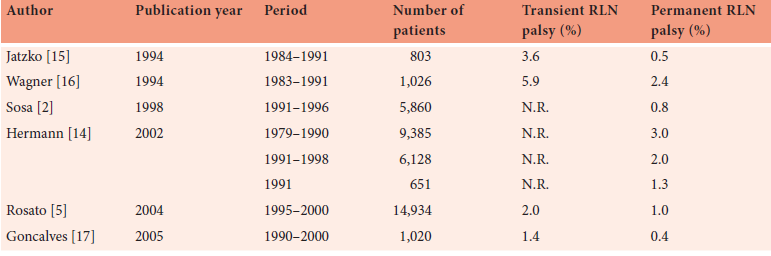 Author Publication year Period Number of patients Transient RLN palsy (%) Permanent RLN palsy (%)
Jatzko [15] 1994 1984–1991 803 3.6 0.5
Wagner [16] 1994 1983–1991 1,026 5.9 2.4
Sosa [2] 1998 1991–1996 5,860 N.R. 0.8
Hermann [14] 2002 1979–1990 9,385 N.R. 3.0
1991–1998 6,128 N.R. 2.0
1991 651 N.R. 1.3
Rosato [5] 2004 1995–2000 14,934 2.0 1.0
Goncalves [17] 2005 1990–2000 1,020 1.4 0.4